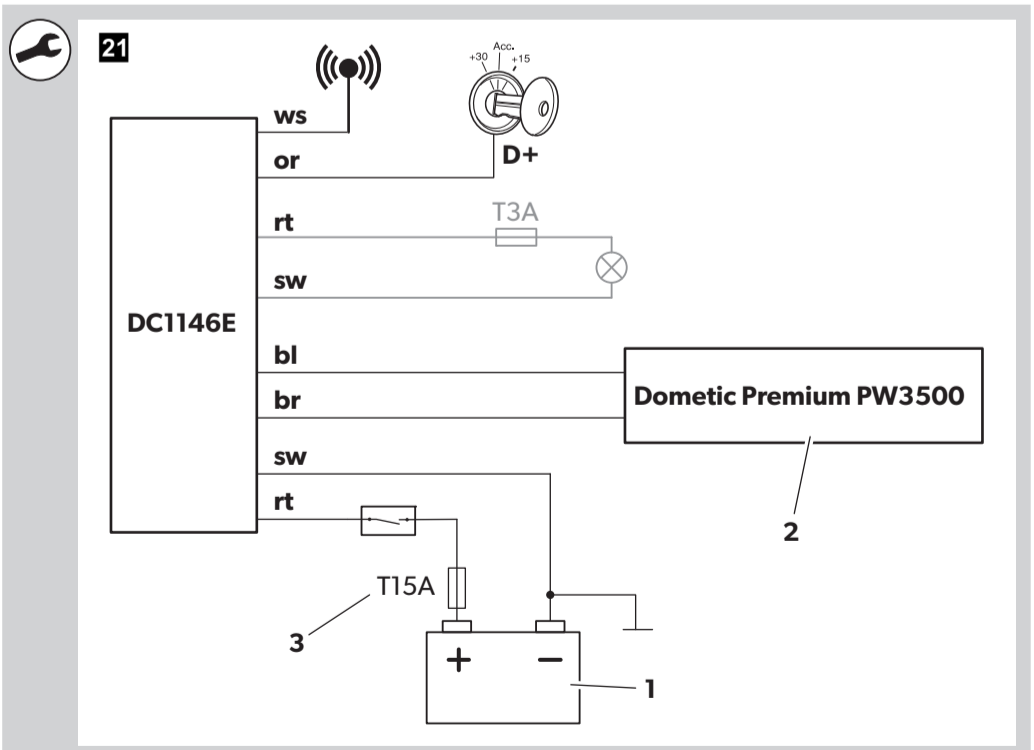 21
Acc.
+30
+15
ws
D+
or
T3A
rt
sw
DC1146E
bl
Dometic Premium PW3500
br
sw
rt
2
T15A
3
+ −
1